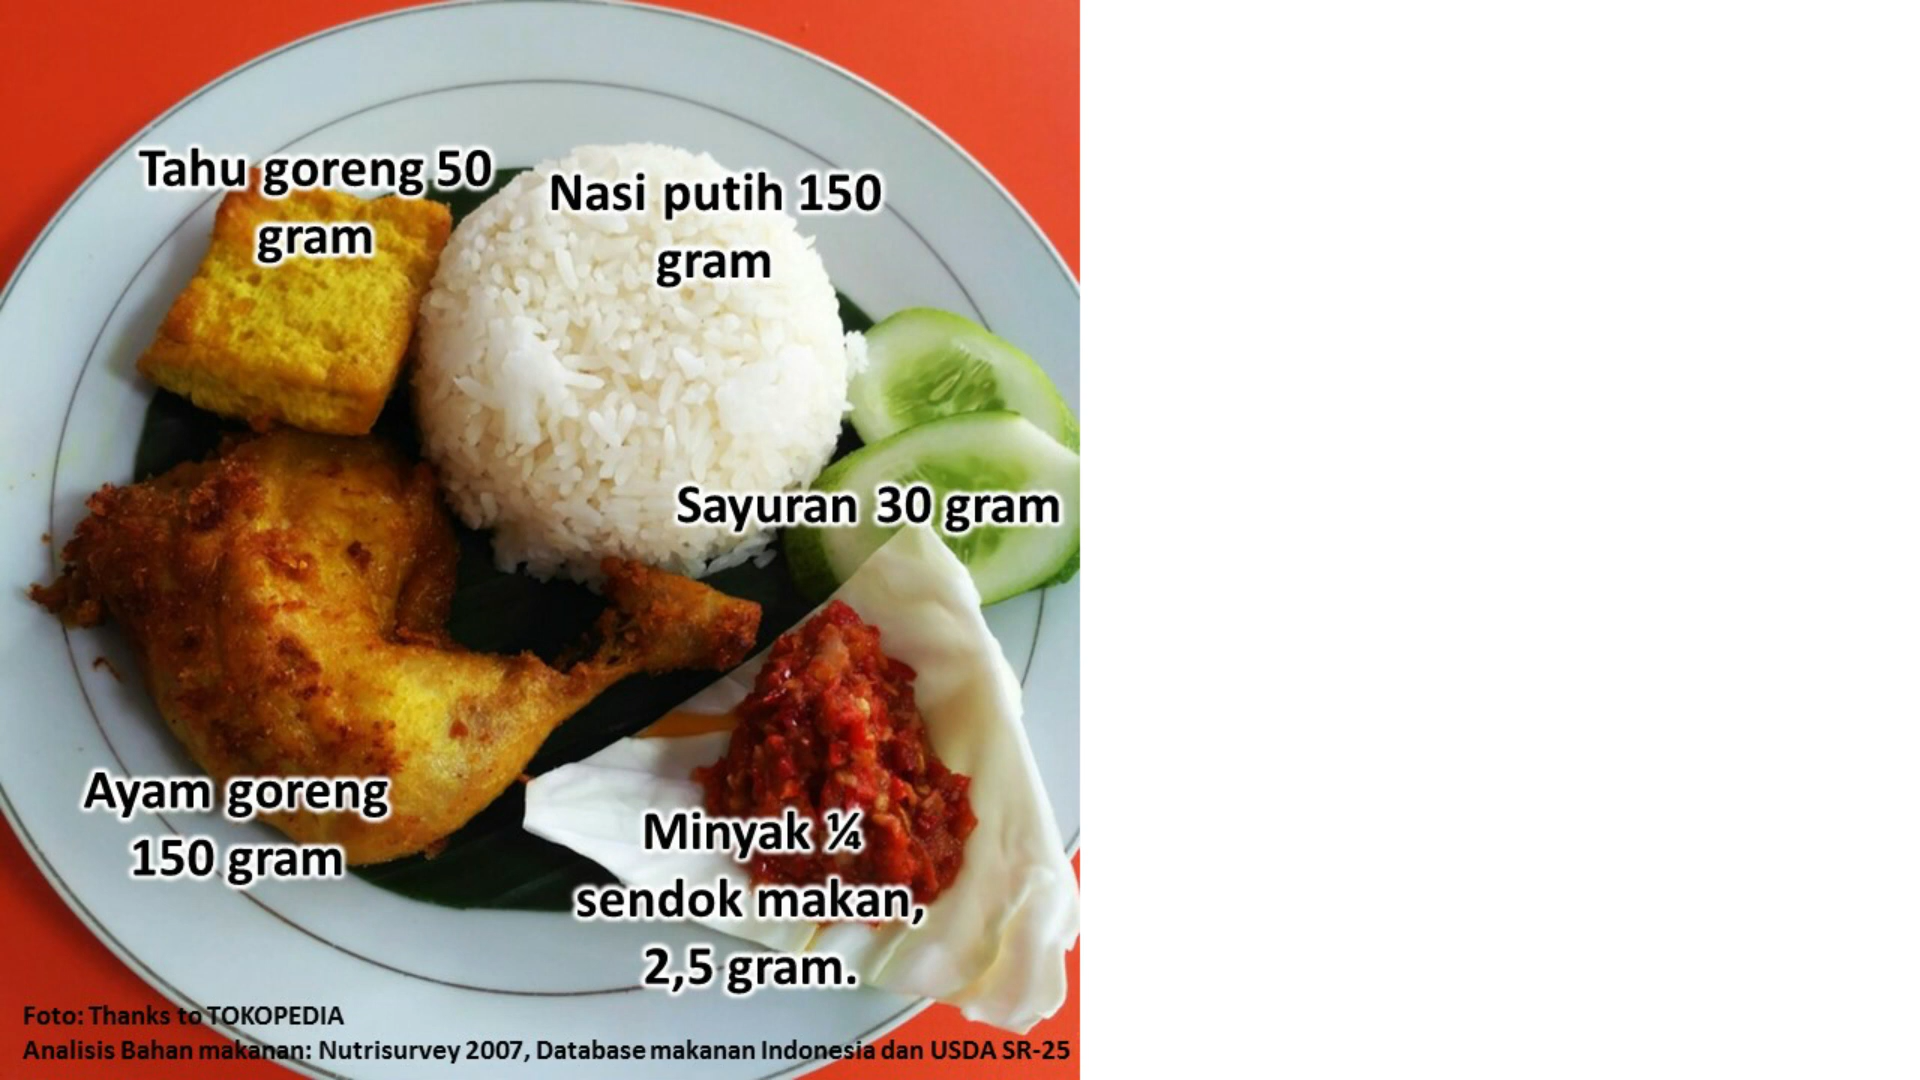 Tahu goreng 50
gram
Nasi putih 150
gram
Sayuran 30 gram
Ayam goreng
150 gram
Minyak ¼
sendok makan,
2,5 gram.
Foto: Thanks to TOKOPEDIA
Analisis Bahan makanan: Nutrisurvey 2007, Database makanan Indonesia dan USDA SR-25